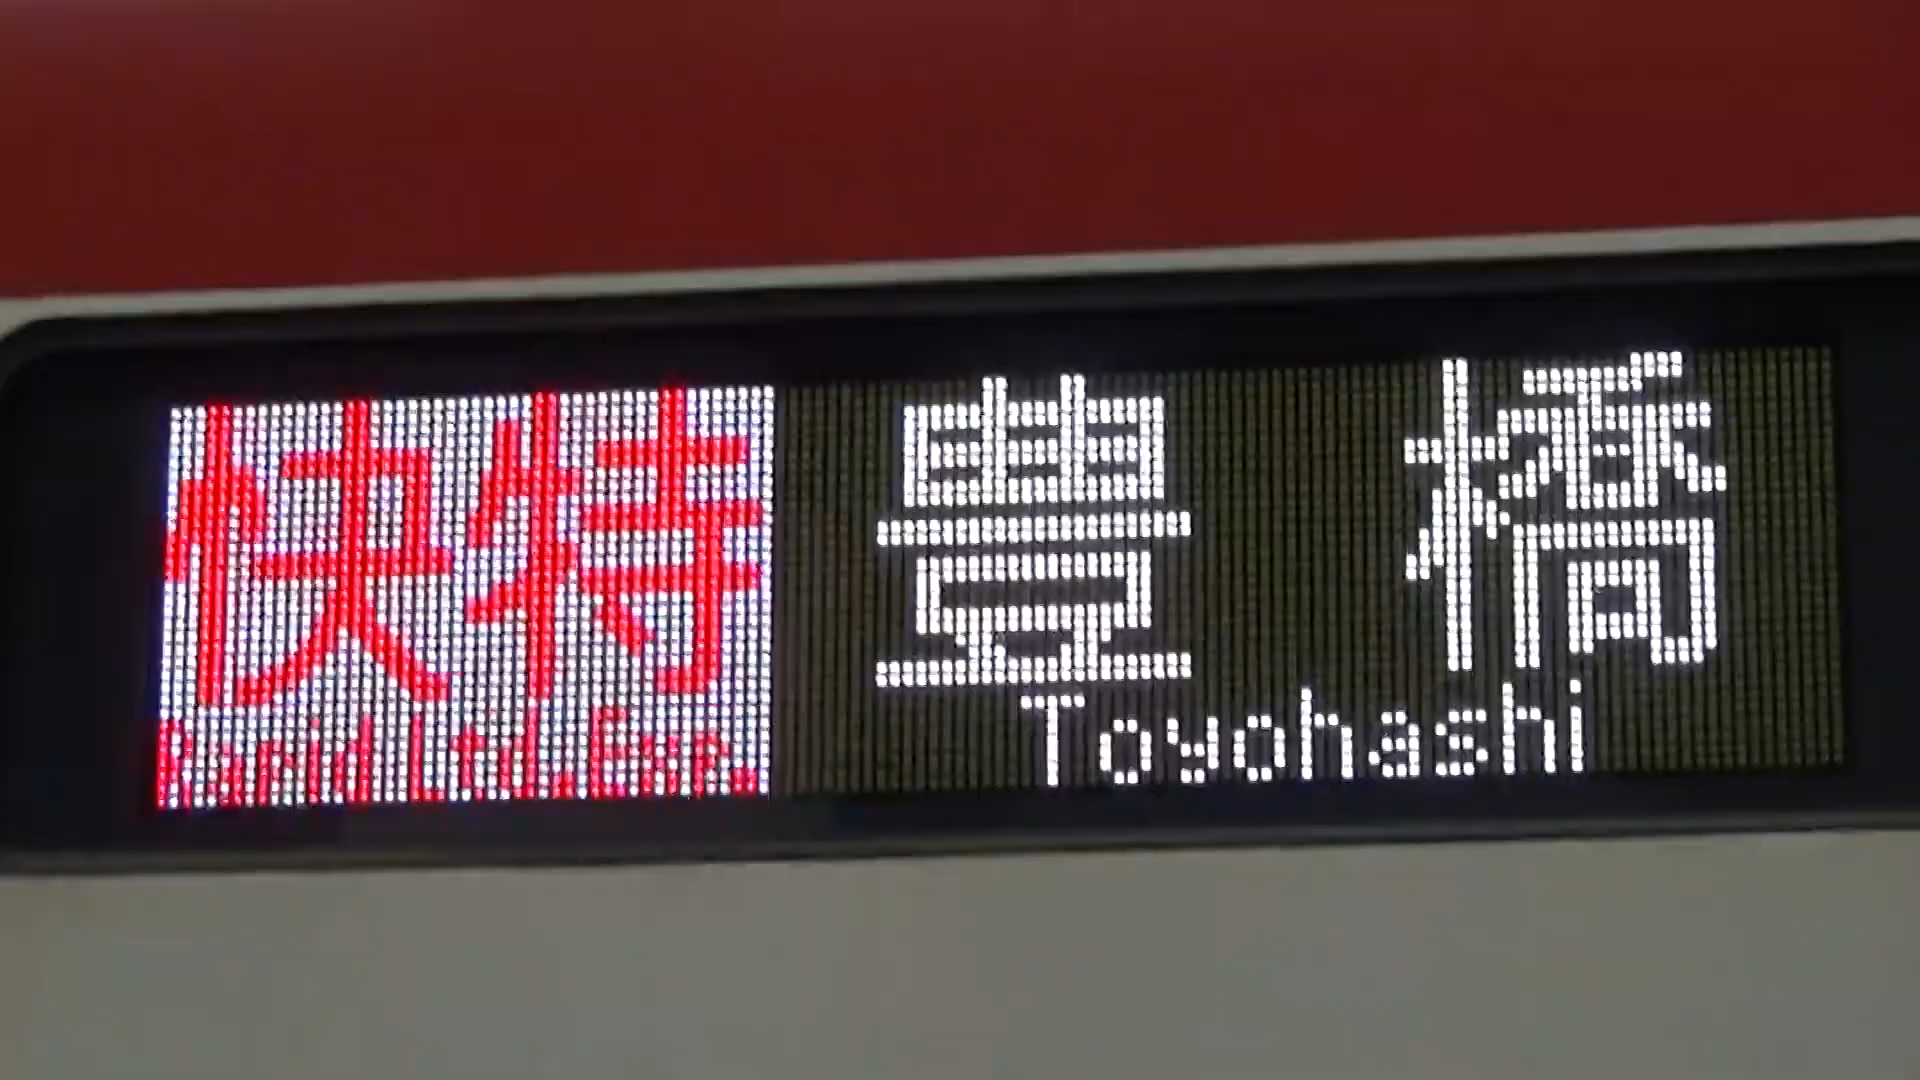 快特
Rapid Ltd.Exp.
豊橋
Toyohashi